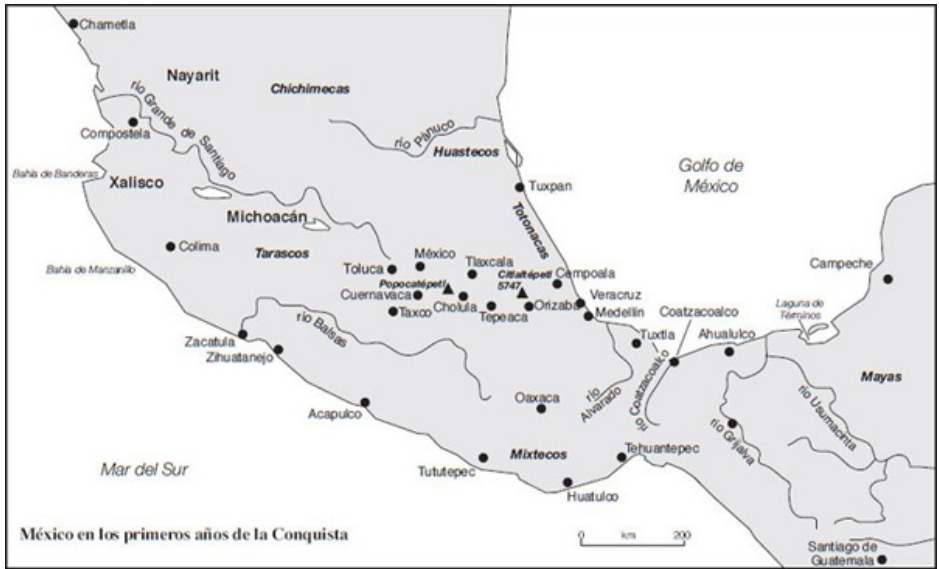 Chametla
Nayarit
Chichimecas
río Grande de Santiago
río Pánuco
Compostela
Huastecos
Golfo de
México
Bahía de Banderas
Xalisco
Tuxpan
Michoacán
Totonacas
Colima
Tarascos
México
Tlaxcala
Citlaltépetl
5747
Cempoala
Campeche
Bahía de Manzanillo
Toluca
Popocatépetl
Cuernavaca
Cholula
Tepeaca
Orizaba
Veracruz
Medellín
Coatzacoalco
Laguna de
Términos
Taxco
río Balsas
Zacatula
Zihuatanejo
Tuxtla
Ahualulco
Mayas
Acapulco
Oaxaca
río
Alvarado
río Coatzacoalco
río Usumacinta
río Grijalva
Mar del Sur
Mixtecos
Tututepec
Tehuantepec
Huatulco
México en los primeros años de la Conquista
0 km 200
Santiago de
Guatemala